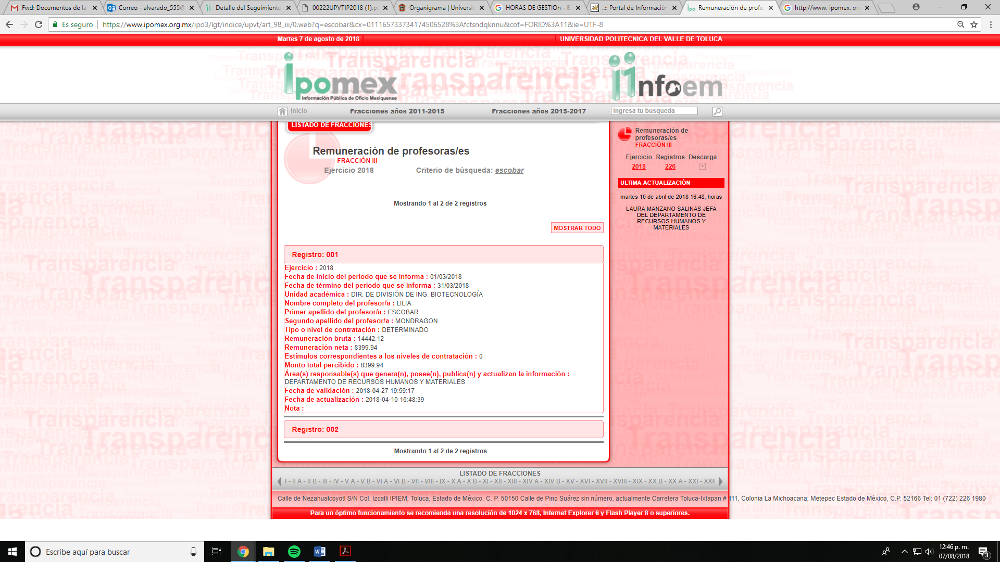 Fwd: Documentos de la
Correo - alvarado_555@
Detalle del Seguimiento
00222UPVTIP2018 (1).p
Organigrama | Universi
HORAS DE GESTIOn - B
..:: Portal de Informació
Remuneración de profe
http://www. ipomex. or
Es seguro
https://www.ipomex.org.mx/ipo3/lgt/indice/upvt/art_98_iii/0.web?q=escobar&cx=011165733734174506528%3Afctsndqknnu&cof=FORID%3A11&ie=UTF-8
Martes 7 de agosto de 2018
UNIVERSIDAD POLITECNICA DEL VALLE DE TOLUCA
ipomex
Información Pública de Oficio Mexiquense
infoem
Inicio
Fracciones años 2011-2015
Fracciones años 2015-2017
Ingresa tu busqueda
LISTADO DE FRACCIONES
Remuneración de profesoras/es
FRACCIÓN III
Ejercicio 2018
Criterio de búsqueda: escobar
Mostrando 1 al 2 de 2 registros
MOSTRAR TODO
Registro: 001
Ejercicio : 2018
Fecha de inicio del periodo que se informa : 01/03/2018
Fecha de término del periodo que se informa : 31/03/2018
Unidad académica : DIR. DE DIVISIÓN DE ING. BIOTECNOLOGÍA
Nombre completo del profesor/a : LILIA
Primer apellido del profesor/a : ESCOBAR
Segundo apellido del profesor/a : MONDRAGON
Tipo o nivel de contratación : DETERMINADO
Remuneración bruta : 14442.12
Remuneración neta : 8399.94
Estímulos correspondientes a los niveles de contratación : 0
Monto total percibido : 8399.94
Área(s) responsable(s) que genera(n), posee(n), publica(n) y actualizan la información :
DEPARTAMENTO DE RECURSOS HUMANOS Y MATERIALES
Fecha de validación : 2018-04-27 19:59:17
Fecha de actualización : 2018-04-10 16:48:39
Nota :
Registro: 002
Mostrando 1 al 2 de 2 registros
Remuneración de
profesoras/es
FRACCIÓN III
Ejercicio Registros Descarga
2018 226
ULTIMA ACTUALIZACIÓN
martes 10 de abril de 2018 16:48, horas
LAURA MANZANO SALINAS JEFA
DEL DEPARTAMENTO DE
RECURSOS HUMANOS Y
MATERIALES
LISTADO DE FRACCIONES
I - II A - II B - III - IV - V A - V B - VI A - VI B - VII - VIII - IX - X A - X B - XI - XII - XIII - XIV A - XIV B - XV - XVI - XVII - XVIII - XIX - XX B - XX A - XXI - XXII
Calle de Nezahualcoyotl S/N Col. Izcalli IPIEM, Toluca, Estado de México. C. P. 50150 Calle de Pino Suárez sin número, actualmente Carretera Toluca-Ixtapan # 111, Colonia La Michoacana; Metepec Estado de México, C.P. 52166 Tel: 01 (722) 226 1980
Para un óptimo funcionamiento se recomienda una resolución de 1024 x 768, Internet Explorer 6 y Flash Player 8 o superiores.
Escribe aquí para buscar
12:46 p. m.
07/08/2018
3